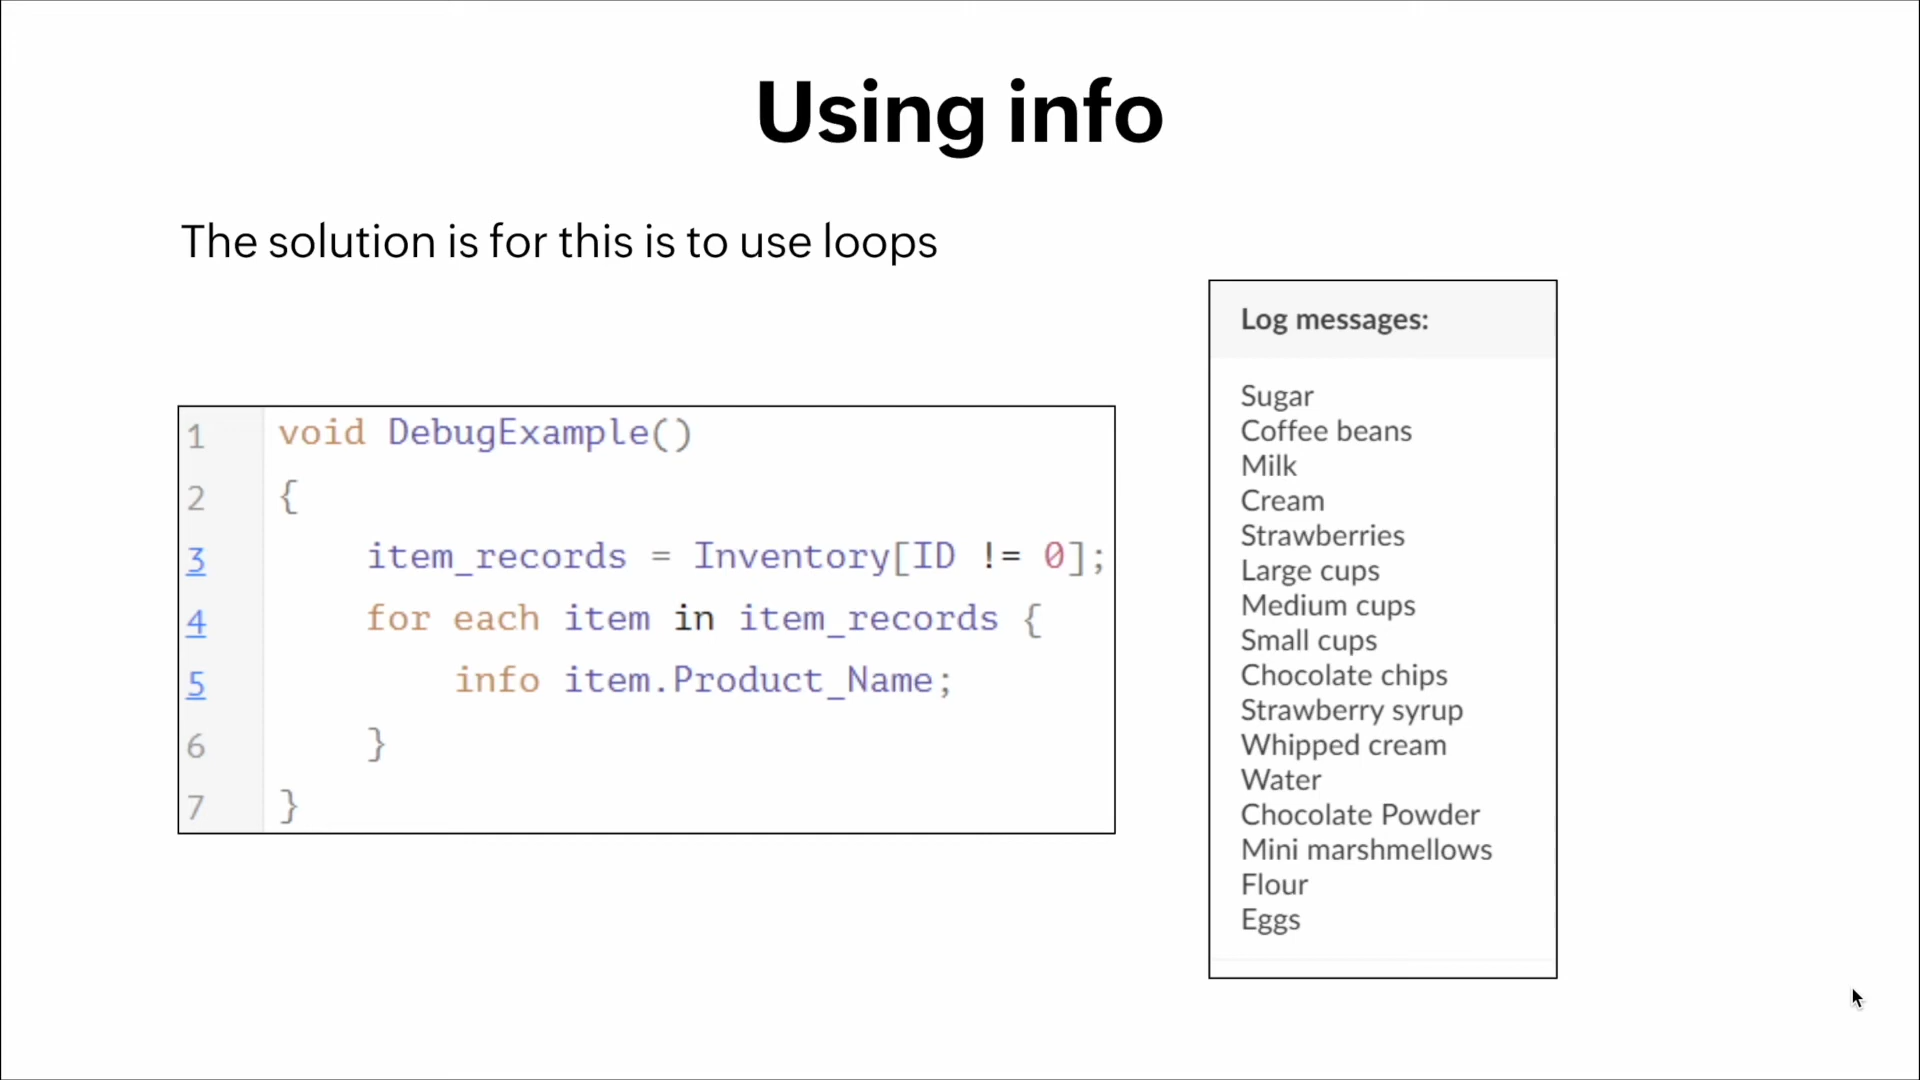 Using info
The solution is for this is to use loops
1 void DebugExample()
2 {
3 item_records = Inventory[ID != 0];
4 for each item in item_records {
5 info item.Product_Name;
6 }
7 }
Log messages:
Sugar
Coffee beans
Milk
Cream
Strawberries
Large cups
Medium cups
Small cups
Chocolate chips
Strawberry syrup
Whipped cream
Water
Chocolate Powder
Mini marshmellows
Flour
Eggs